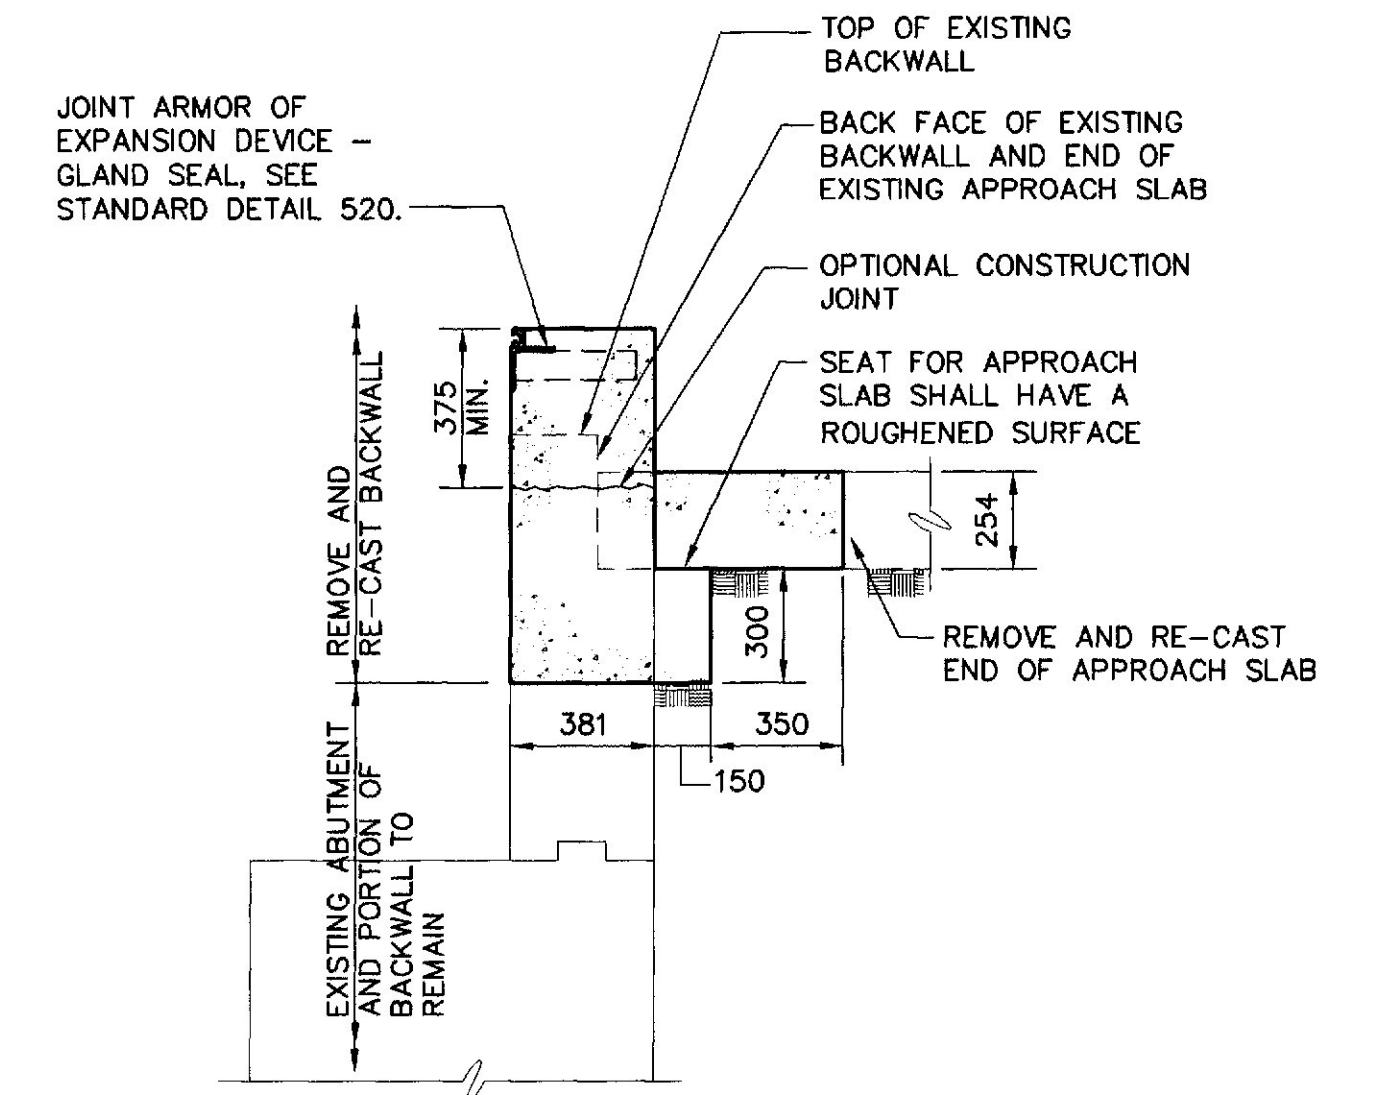 TOP OF EXISTING
BACKWALL
JOINT ARMOR OF
EXPANSION DEVICE –
GLAND SEAL, SEE
STANDARD DETAIL 520.
BACK FACE OF EXISTING
BACKWALL AND END OF
EXISTING APPROACH SLAB
OPTIONAL CONSTRUCTION
JOINT
SEAT FOR APPROACH
SLAB SHALL HAVE A
ROUGHENED SURFACE
375
MIN.
REMOVE AND
RE–CAST BACKWALL
254
300
REMOVE AND RE–CAST
END OF APPROACH SLAB
381
350
150
EXISTING ABUTMENT
AND PORTION OF
BACKWALL TO
REMAIN